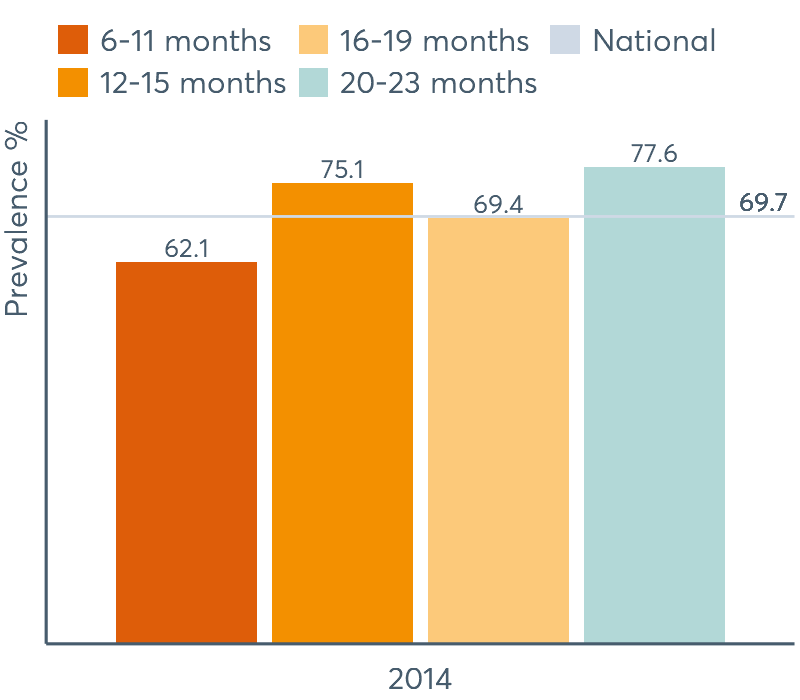 6-11 months
16-19 months
National
12-15 months
20-23 months
Prevalence %
62.1
75.1
69.4
77.6
69.7
2014